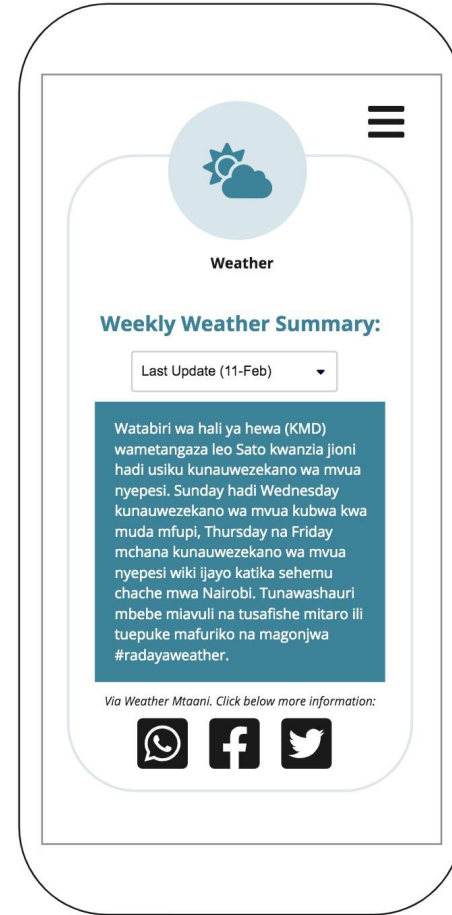 Weather
Weekly Weather Summary:
Last Update (11-Feb)
Watabiri wa hali ya hewa (KMD)
wametangaza leo Sato kwanzia jioni
hadi usiku kunauwezekano wa mvua
nyepesi. Sunday hadi Wednesday
kunauwezekano wa mvua kubwa kwa
muda mfupi, Thursday na Friday
mchana kunauwezekano wa mvua
nyepesi wiki ijayo katika sehemu
chache mwa Nairobi. Tunawashauri
mbebe miavuli na tusafishe mitaro ili
tuepuke mafuriko na magonjwa
#radayaweather.
Via Weather Mtaani. Click below more information: